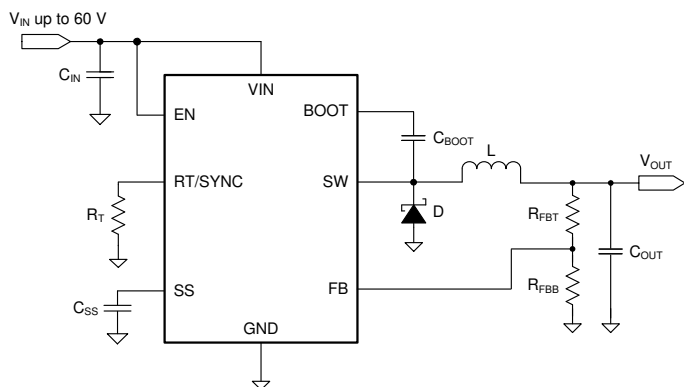 VIN up to 60 V
CIN
VIN
BOOT
EN
CBOOT
L
VOUT
RT/SYNC
SW
RT
D
RFBT
COUT
SS
FB
CSS
RFBB
GND